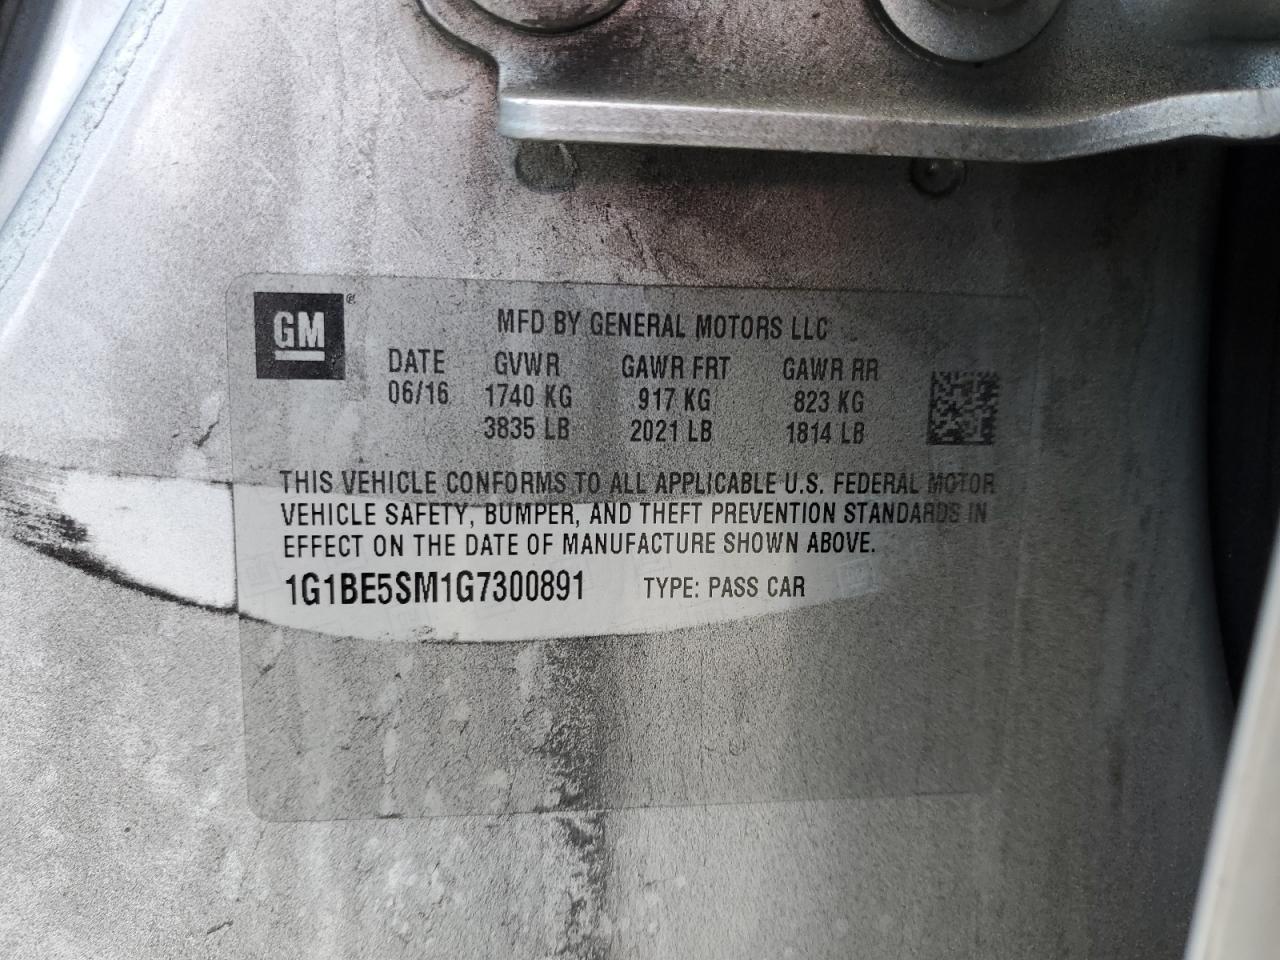 GM®
MFD BY GENERAL MOTORS LLC
DATE GVWR GAWR FRT GAWR RR
06/16 1740 KG 917 KG 823 KG
3835 LB 2021 LB 1814 LB
THIS VEHICLE CONFORMS TO ALL APPLICABLE U.S. FEDERAL MOTOR
VEHICLE SAFETY, BUMPER, AND THEFT PREVENTION STANDARDS IN
EFFECT ON THE DATE OF MANUFACTURE SHOWN ABOVE.
1G1BE5SM1G7300891 TYPE: PASS CAR